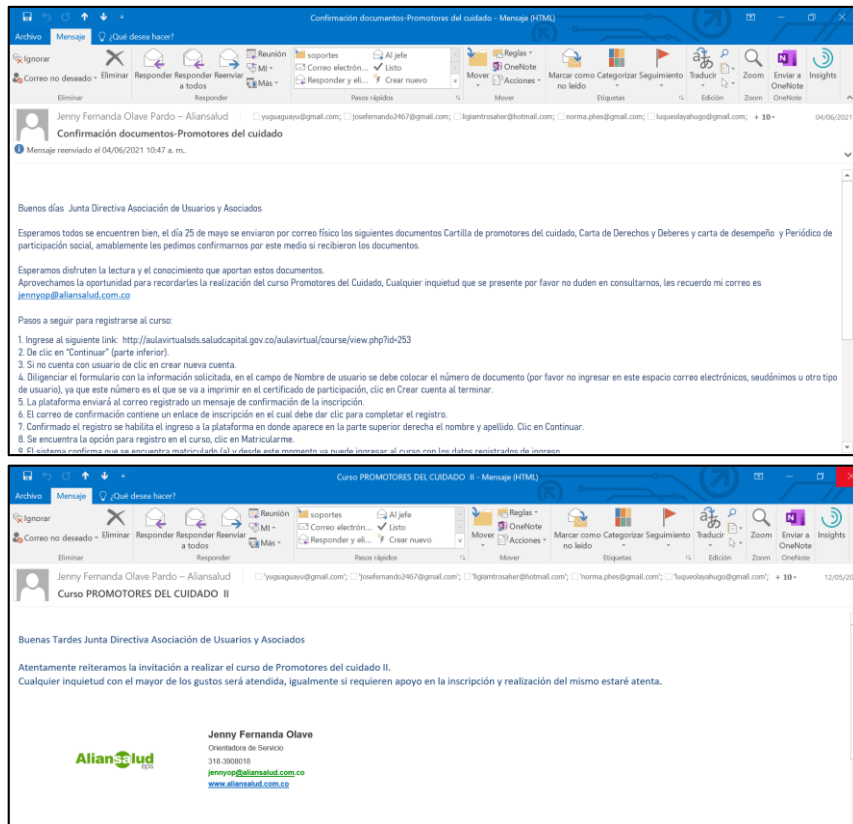 Confirmación documentos-Promotores del cuidado - Mensaje (HTML)
Archivo Mensaje ¿Qué desea hacer?
Ignorar
Correo no deseado
Eliminar
Responder
Responder a todos
Reenviar
Reunión
MI
Más
soportes
Correo electrón...
Responder y eli...
Al jefe
Listo
Crear nuevo
Mover
Reglas
OneNote
Acciones
Marcar como no leído
Categorizar
Seguimiento
Traducir
Zoom
Enviar a OneNote
Insights
Eliminar Responder Pasos rápidos Mover Etiquetas Edición Zoom OneNote
Jenny Fernanda Olave Pardo – Aliansalud yuguaguayu@gmail.com; josefernando2467@gmail.com; ligiamtrosaher@hotmail.com; norma.phes@gmail.com; luqueolayahugo@gmail.com; + 10 04/06/2021
Confirmación documentos-Promotores del cuidado
Mensaje reenviado el 04/06/2021 10:47 a. m..
Buenos días Junta Directiva Asociación de Usuarios y Asociados
Esperamos todos se encuentren bien, el día 25 de mayo se enviaron por correo físico los siguientes documentos Cartilla de promotores del cuidado, Carta de Derechos y Deberes y carta de desempeño y Periódico de
participación social, amablemente les pedimos confirmarnos por este medio si recibieron los documentos.
Esperamos disfruten la lectura y el conocimiento que aportan estos documentos.
Aprovechamos la oportunidad para recordarles la realización del curso Promotores del Cuidado, Cualquier inquietud que se presente por favor no duden en consultarnos, les recuerdo mi correo es
jennyop@aliansalud.com.co
Pasos a seguir para registrarse al curso:
1. Ingrese al siguiente link: http://aulavirtualsds.saludcapital.gov.co/aulavirtual/course/view.php?id=253
2. De clic en "Continuar" (parte inferior).
3. Si no cuenta con usuario de clic en crear nueva cuenta.
4. Diligenciar el formulario con la información solicitada, en el campo de Nombre de usuario se debe colocar el número de documento (por favor no ingresar en este espacio correo electrónicos, seudónimos u otro tipo
de usuario), ya que este número es el que se va a imprimir en el certificado de participación, clic en Crear cuenta al terminar.
5. La plataforma enviará al correo registrado un mensaje de confirmación de la inscripción.
6. El correo de confirmación contiene un enlace de inscripción en el cual debe dar clic para completar el registro.
7. Confirmado el registro se habilita el ingreso a la plataforma en donde aparece en la parte superior derecha el nombre y apellido. Clic en Continuar.
8. Se encuentra la opción para registro en el curso, clic en Matricularme.
9. El sistema confirma que se encuentra matriculado (a) y desde este momento ya puede ingresar al curso con los datos registrados de ingreso
Curso PROMOTORES DEL CUIDADO II - Mensaje (HTML)
Archivo Mensaje ¿Qué desea hacer?
Ignorar
Correo no deseado
Eliminar
Responder
Responder a todos
Reenviar
Reunión
MI
Más
soportes
Correo electrón...
Responder y eli...
Al jefe
Listo
Crear nuevo
Mover
Reglas
OneNote
Acciones
Marcar como no leído
Categorizar
Seguimiento
Traducir
Zoom
Enviar a OneNote
Insights
Eliminar Responder Pasos rápidos Mover Etiquetas Edición Zoom OneNote
Jenny Fernanda Olave Pardo – Aliansalud 'yuguaguayu@gmail.com'; 'josefernando2467@gmail.com'; 'ligiamtrosaher@hotmail.com'; 'norma.phes@gmail.com'; 'luqueolayahugo@gmail.com'; + 10 12/05/20
Curso PROMOTORES DEL CUIDADO II
Buenas Tardes Junta Directiva Asociación de Usuarios y Asociados
Atentamente reiteramos la invitación a realizar el curso de Promotores del cuidado II.
Cualquier inquietud con el mayor de los gustos será atendida, igualmente si requieren apoyo en la inscripción y realización del mismo estaré atenta.
Jenny Fernanda Olave
Orientadora de Servicio
318-3908018
jennyop@aliansalud.com.co
www.aliansalud.com.co
Aliansalud
eps